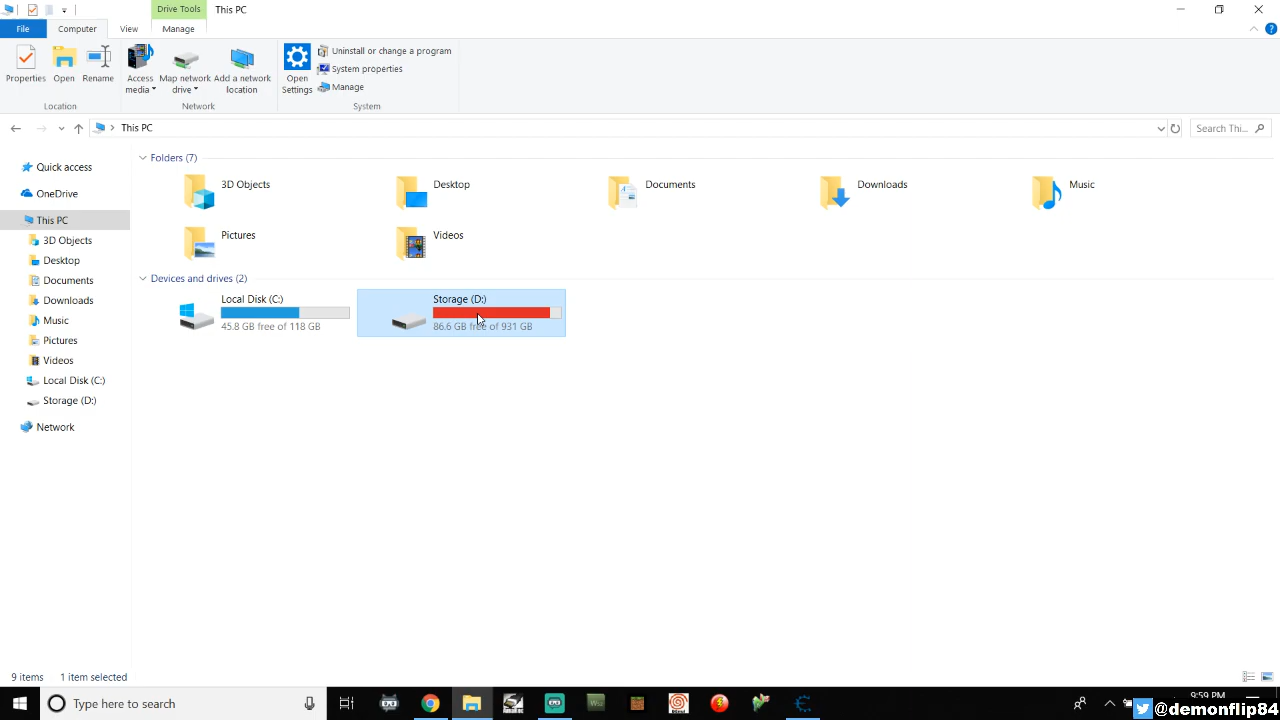 Drive Tools
This PC
File
Computer
View
Manage
Properties
Open
Rename
Access media
Map network drive
Add a network location
Open Settings
Uninstall or change a program
System properties
Manage
Location
Network
System
This PC
Search Thi...
Quick access
OneDrive
This PC
3D Objects
Desktop
Documents
Downloads
Music
Pictures
Videos
Local Disk (C:)
Storage (D:)
Network
Folders (7)
3D Objects
Desktop
Documents
Downloads
Music
Pictures
Videos
Devices and drives (2)
Local Disk (C:)
45.8 GB free of 118 GB
Storage (D:)
86.6 GB free of 931 GB
9 items
1 item selected
Type here to search
9:59 PM
@demonflip84